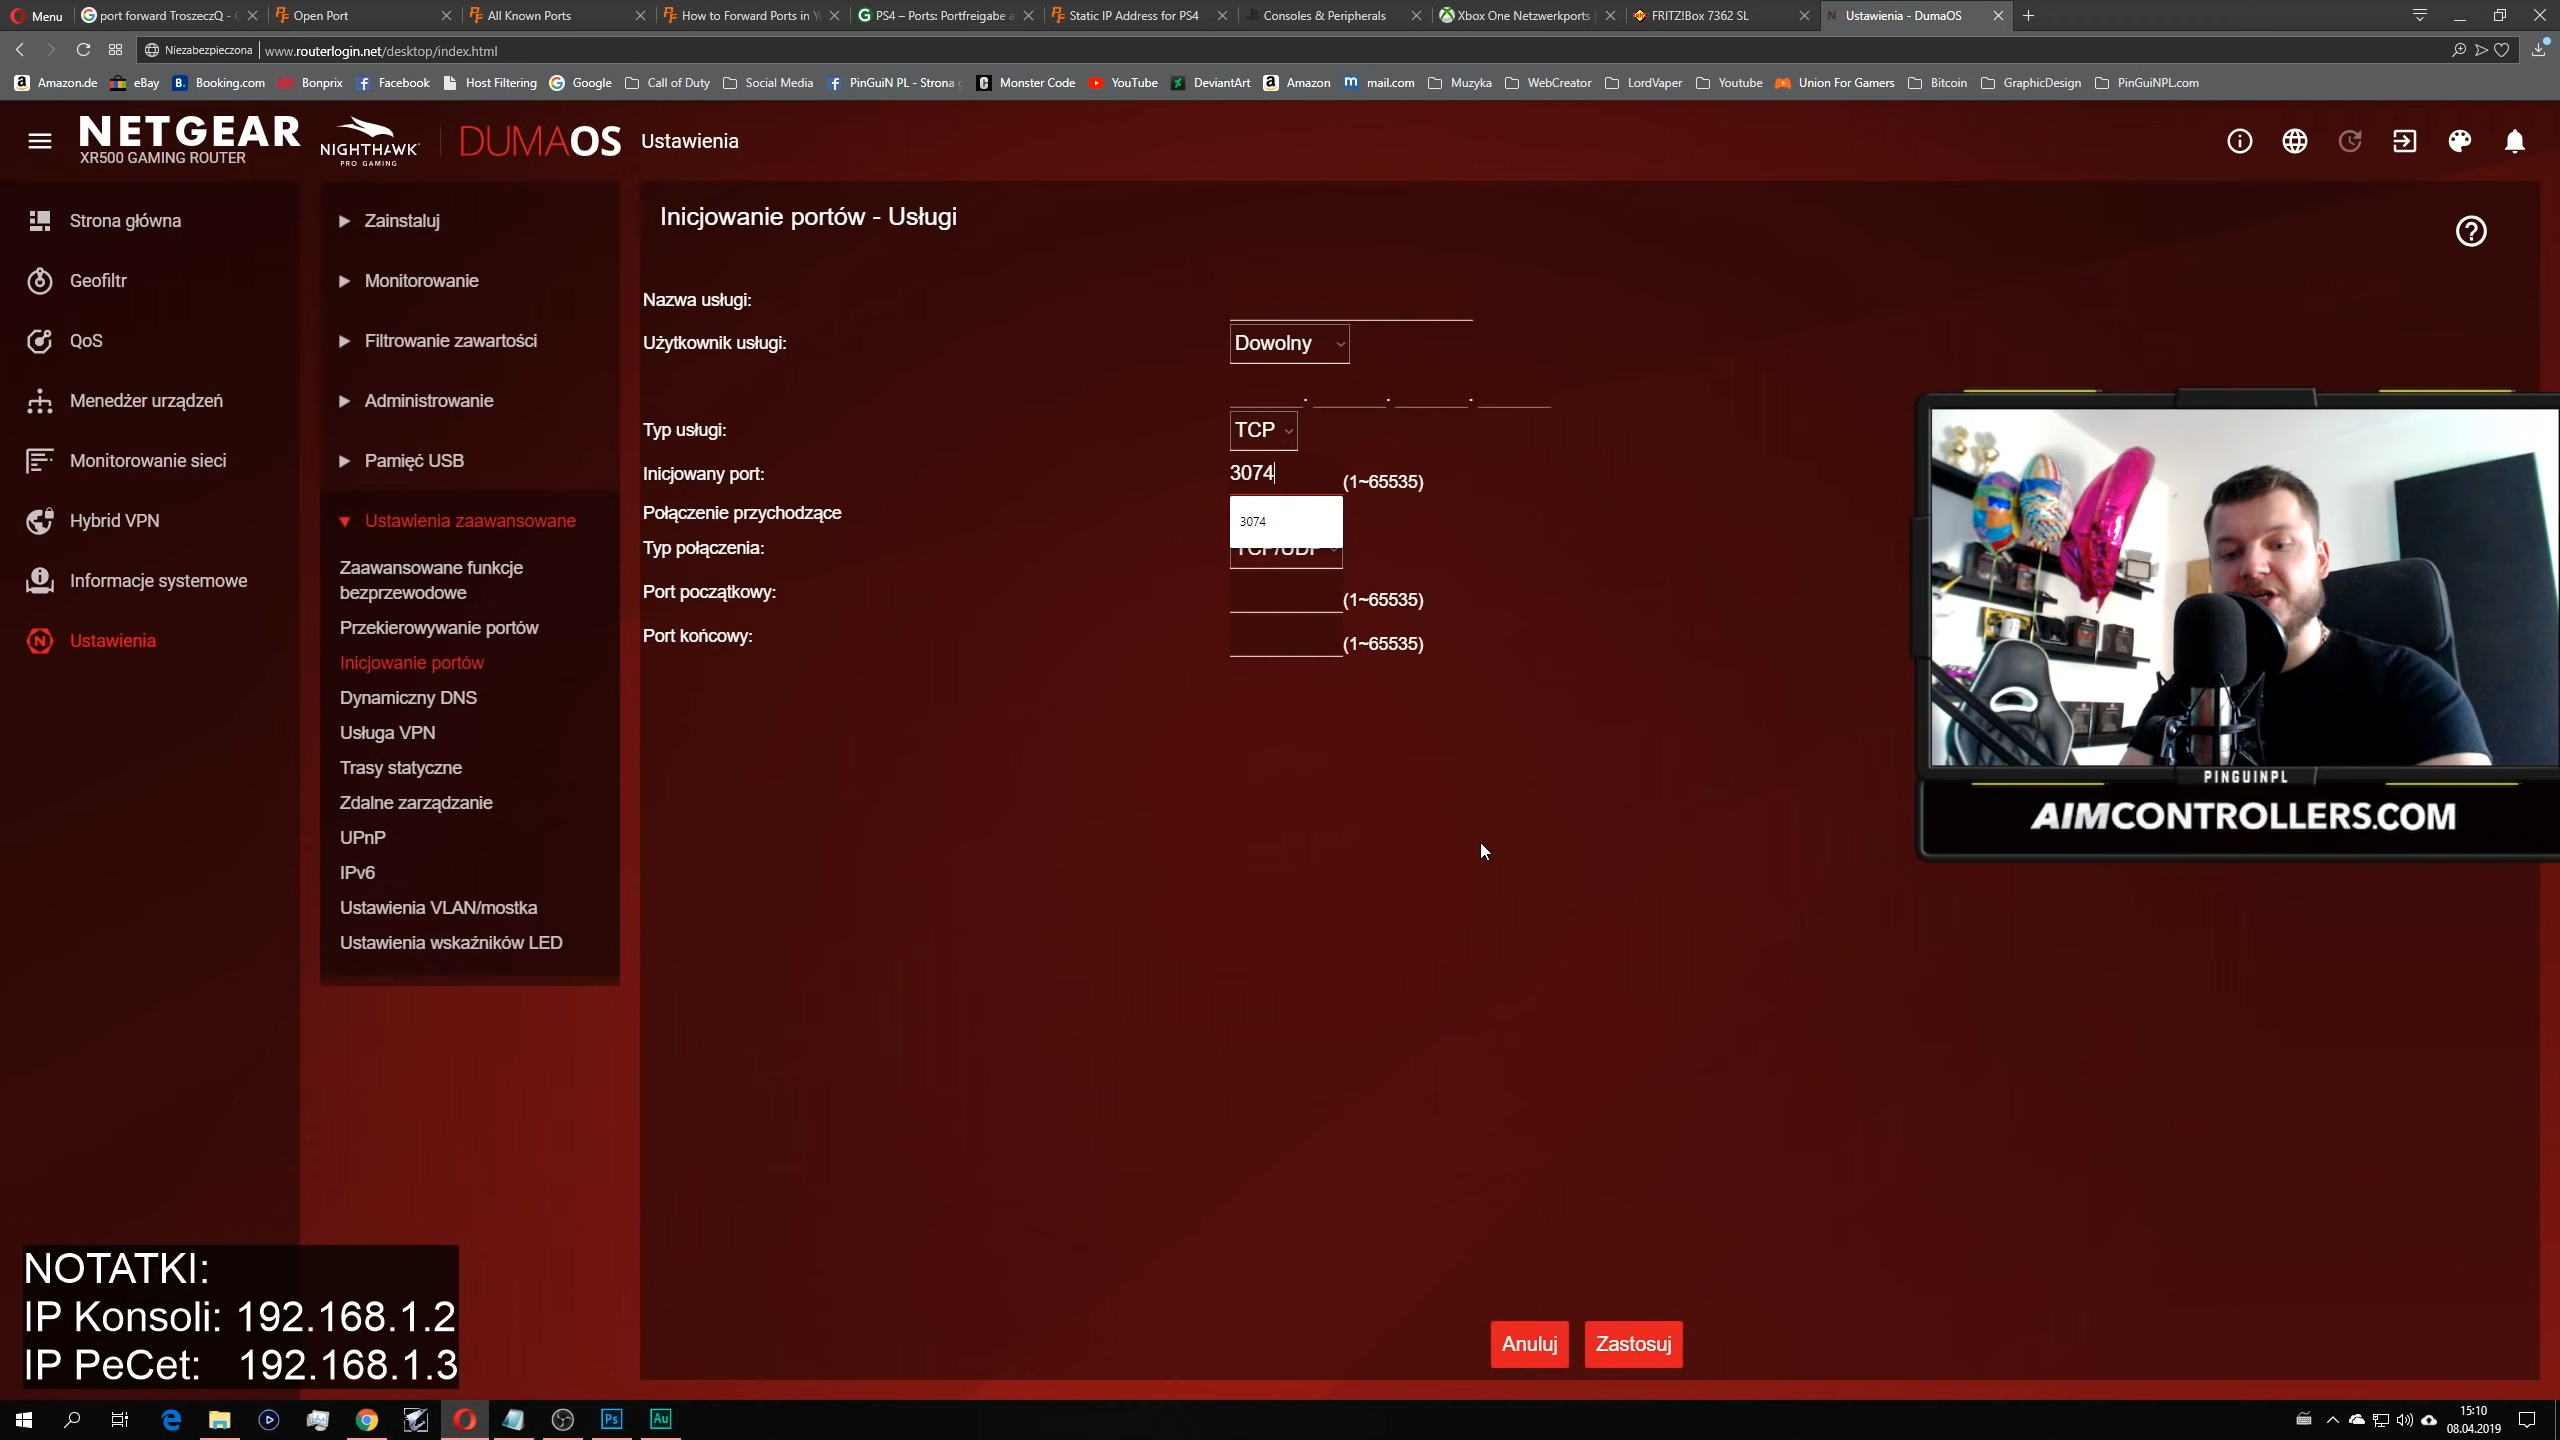 Menu
port forward TroszeczQ -
Open Port
All Known Ports
How to Forward Ports in Y
PS4 – Ports: Portfreigabe a
Static IP Address for PS4
Consoles & Peripherals
Xbox One Netzwerkports
FRITZ!Box 7362 SL
Ustawienia - DumaOS
Niezabezpieczona
www.routerlogin.net/desktop/index.html
Amazon.de
eBay
Booking.com
Bonprix
Facebook
Host Filtering
Google
Call of Duty
Social Media
PinGuiN PL - Strona g
Monster Code
YouTube
DeviantArt
Amazon
mail.com
Muzyka
WebCreator
LordVaper
Youtube
Union For Gamers
Bitcoin
GraphicDesign
PinGuiNPL.com
NETGEAR
XR500 GAMING ROUTER
NIGHTHAWK
PRO GAMING
DUMAOS
Ustawienia
Strona główna
Geofiltr
QoS
Menedżer urządzeń
Monitorowanie sieci
Hybrid VPN
Informacje systemowe
Ustawienia
Zainstaluj
Monitorowanie
Filtrowanie zawartości
Administrowanie
Pamięć USB
Ustawienia zaawansowane
Zaawansowane funkcje
bezprzewodowe
Przekierowywanie portów
Inicjowanie portów
Dynamiczny DNS
Usługa VPN
Trasy statyczne
Zdalne zarządzanie
UPnP
IPv6
Ustawienia VLAN/mostka
Ustawienia wskaźników LED
Inicjowanie portów - Usługi
Nazwa usługi:
Użytkownik usługi:
Dowolny
. . .
Typ usługi:
TCP
Inicjowany port:
3074
(1~65535)
Połączenie przychodzące
3074
Typ połączenia:
TCP/UDP
Port początkowy:
(1~65535)
Port końcowy:
(1~65535)
Anuluj
Zastosuj
PINGUINPL
AIMCONTROLLERS.COM
NOTATKI:
IP Konsoli: 192.168.1.2
IP PeCet: 192.168.1.3
Ps
Au
15:10
08.04.2019